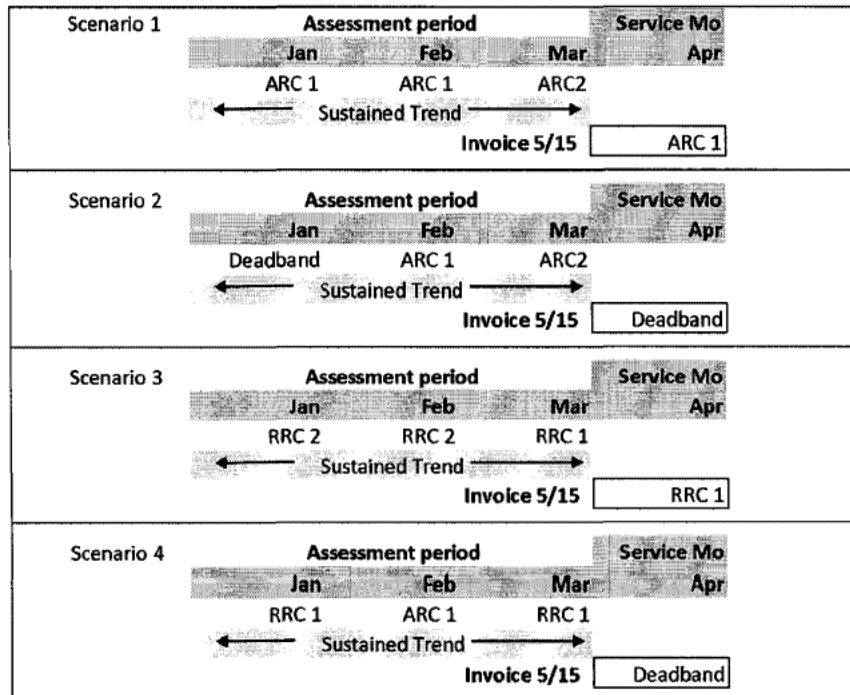 Scenario 1 Assessment period Service Mo
Jan Feb Mar Apr
ARC 1 ARC 1 ARC2
Sustained Trend
Invoice 5/15 ARC 1
Scenario 2 Assessment period Service Mo
Jan Feb Mar Apr
Deadband ARC 1 ARC2
Sustained Trend
Invoice 5/15 Deadband
Scenario 3 Assessment period Service Mo
Jan Feb Mar Apr
RRC 2 RRC 2 RRC 1
Sustained Trend
Invoice 5/15 RRC 1
Scenario 4 Assessment period Service Mo
Jan Feb Mar Apr
RRC 1 ARC 1 RRC 1
Sustained Trend
Invoice 5/15 Deadband